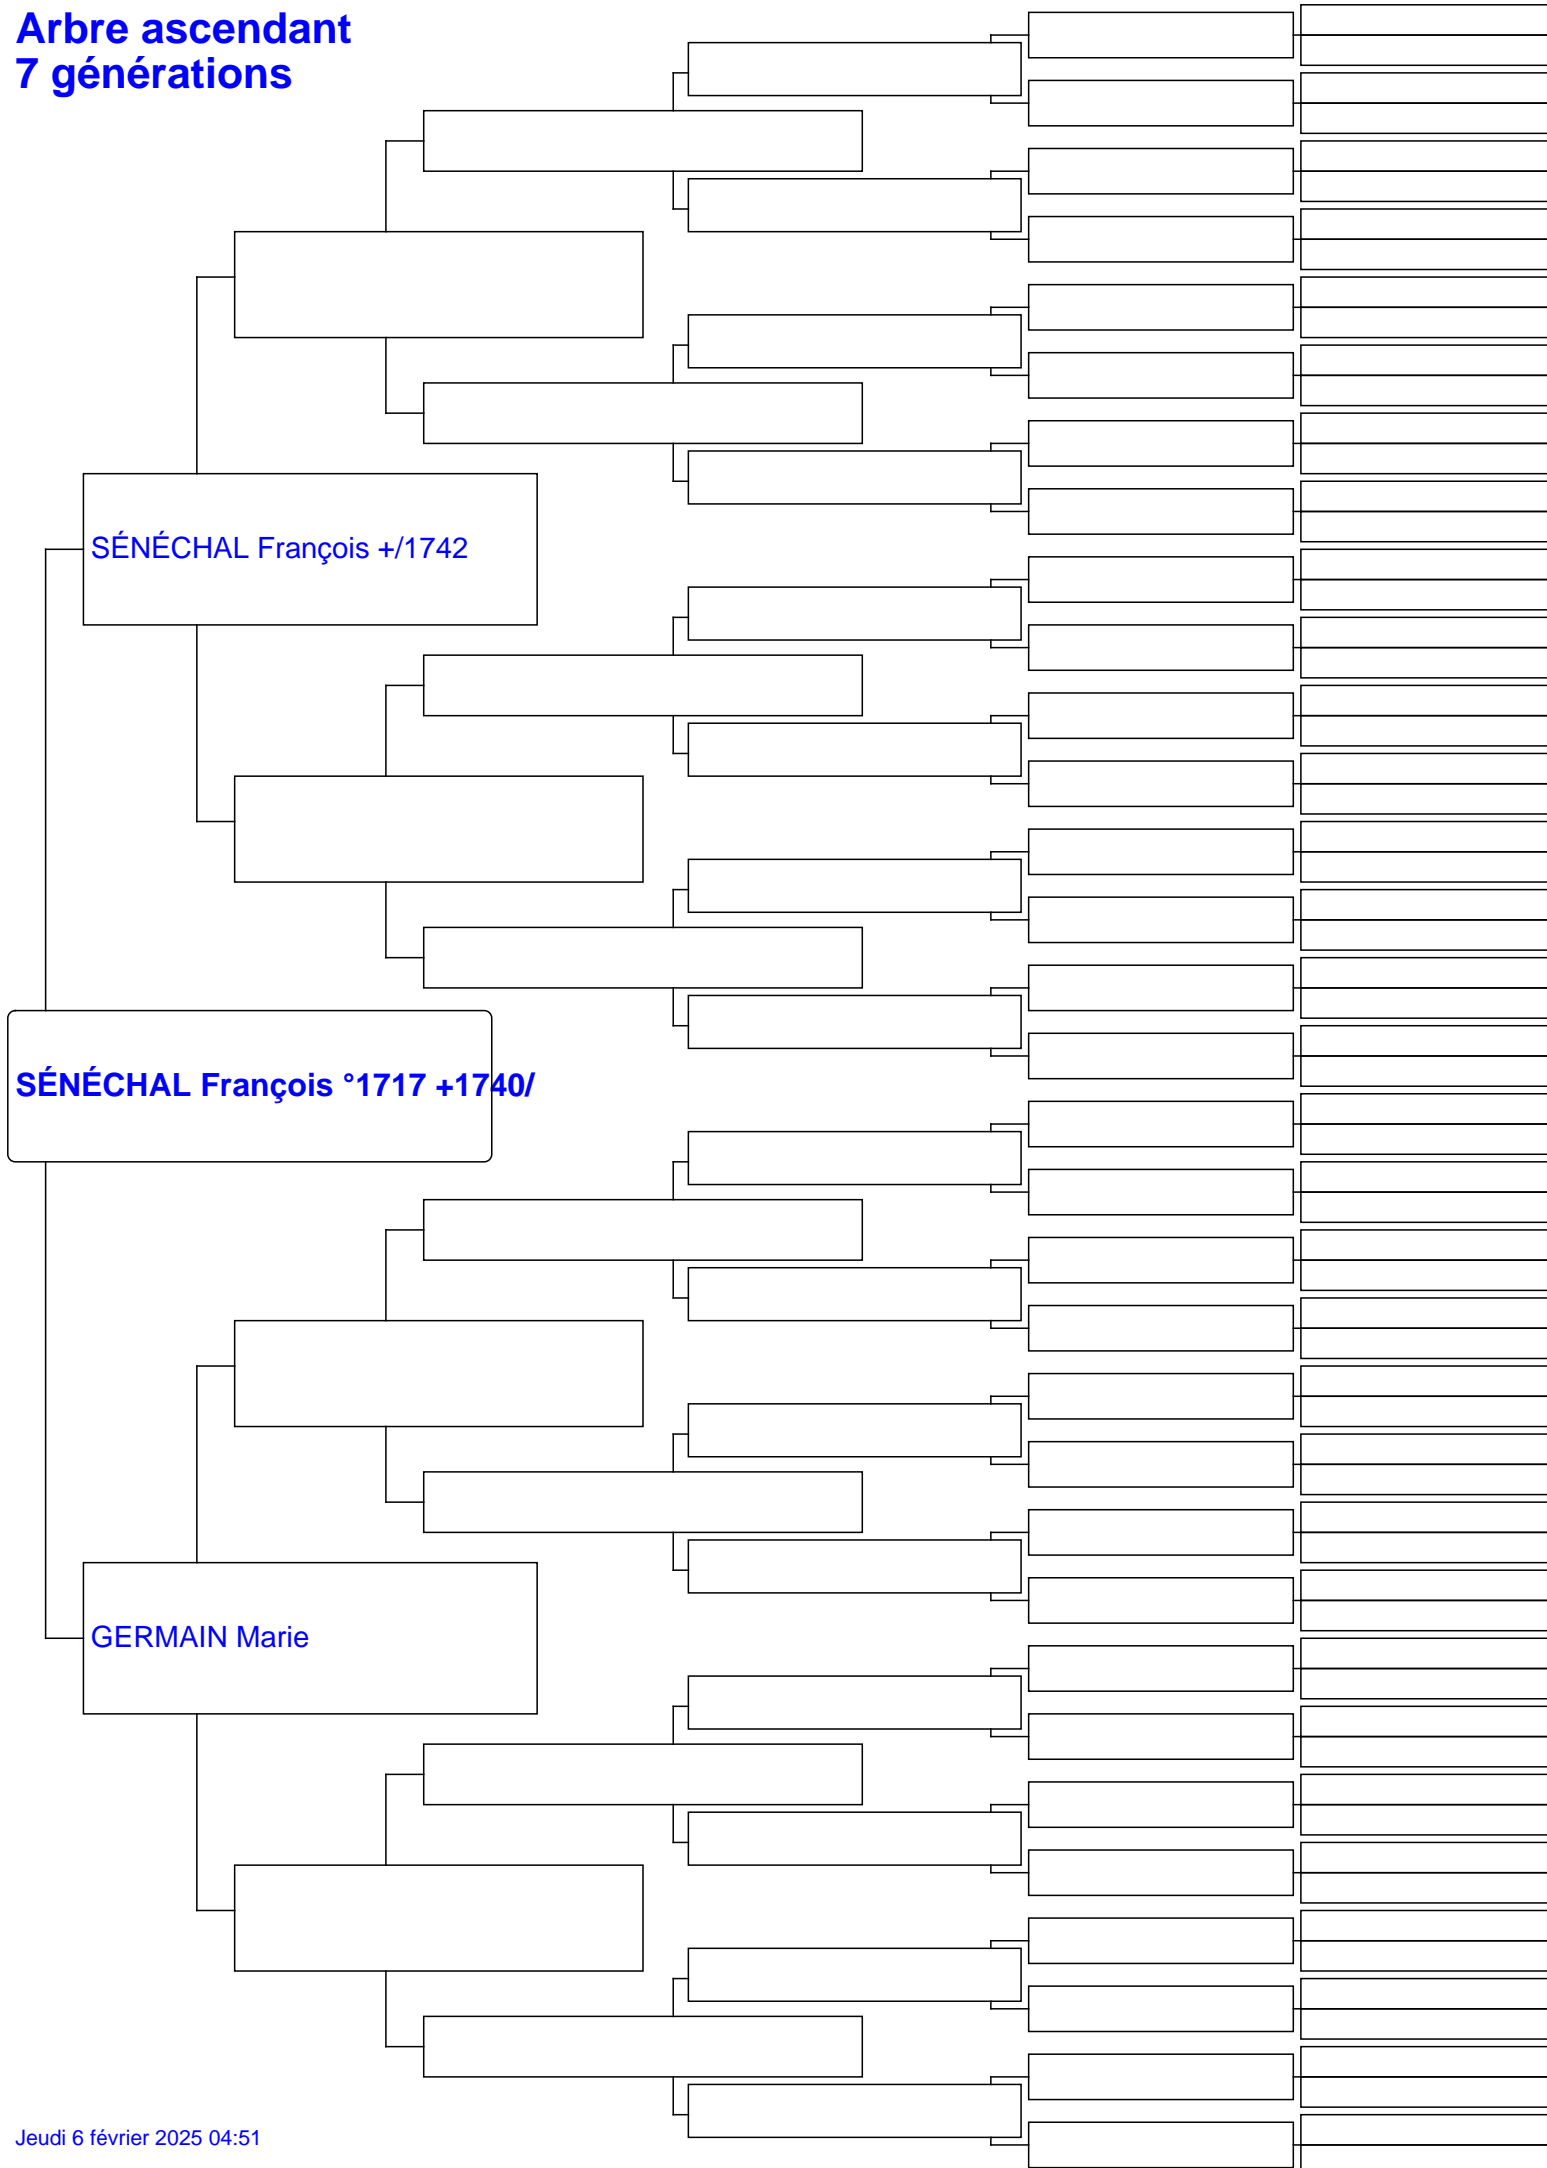 Arbre ascendant
7 générations
SÉNÉCHAL François +/1742
SÉNÉCHAL François °1717 +1740/
GERMAIN Marie
Jeudi 6 février 2025 04:51